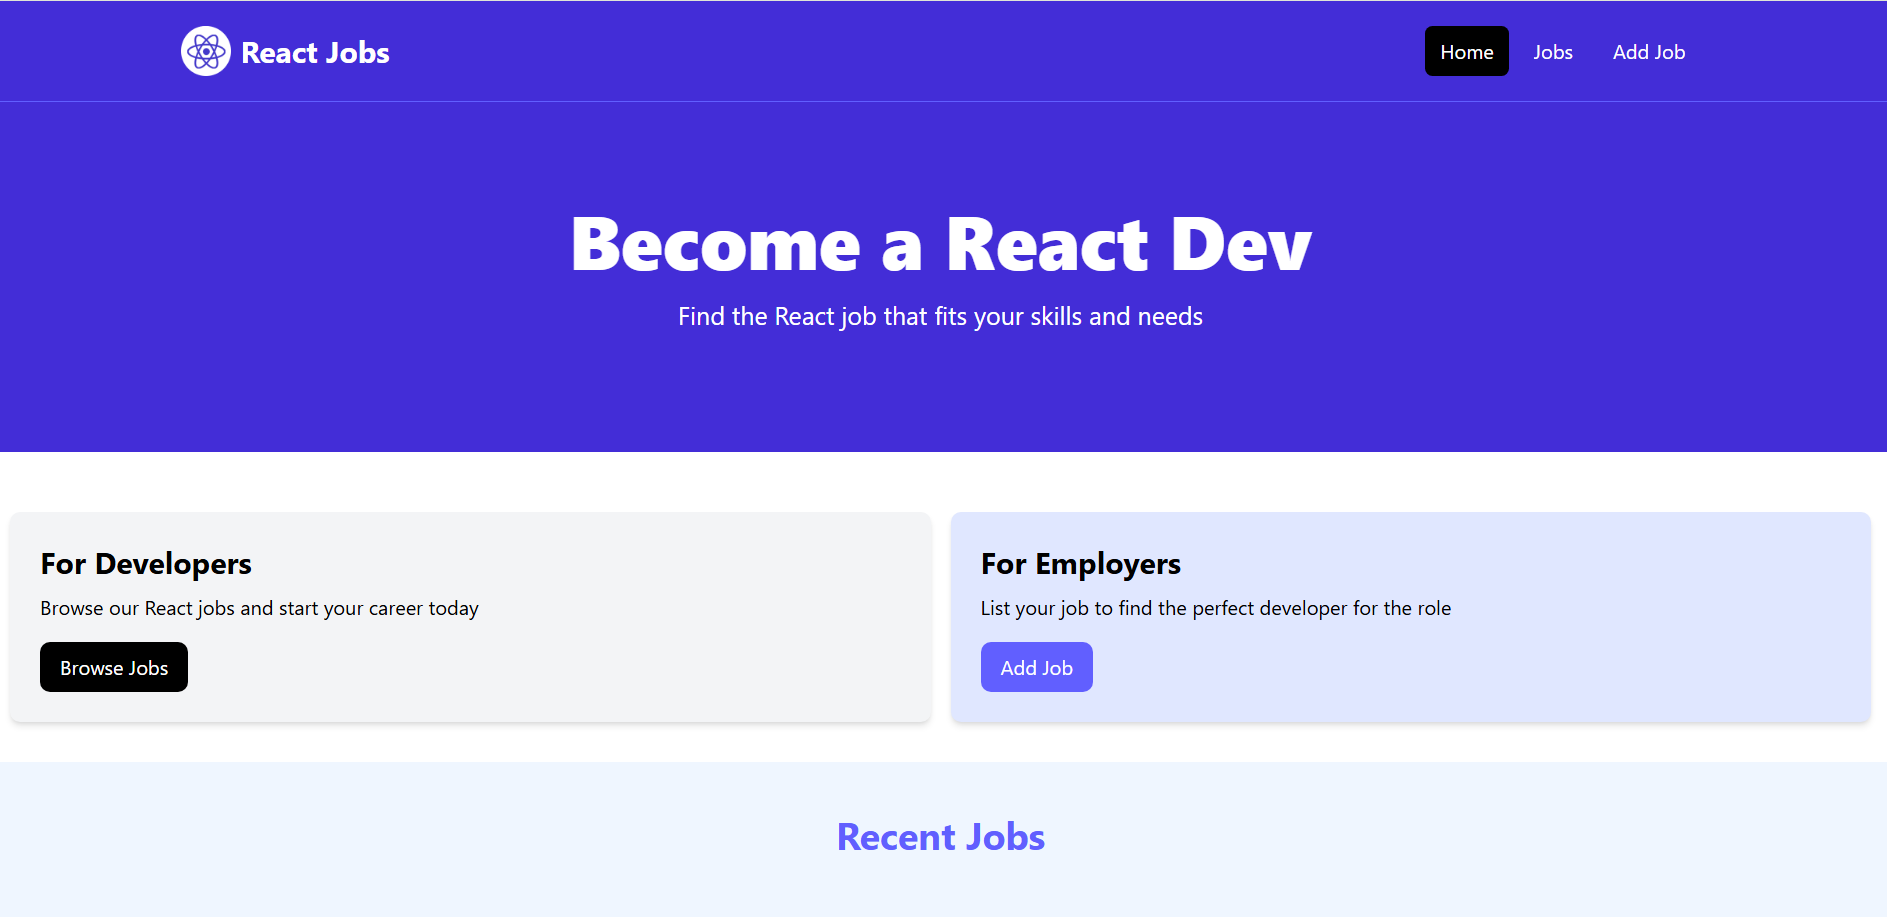 React Jobs
Home
Jobs
Add Job
Become a React Dev
Find the React job that fits your skills and needs
For Developers
Browse our React jobs and start your career today
Browse Jobs
For Employers
List your job to find the perfect developer for the role
Add Job
Recent Jobs